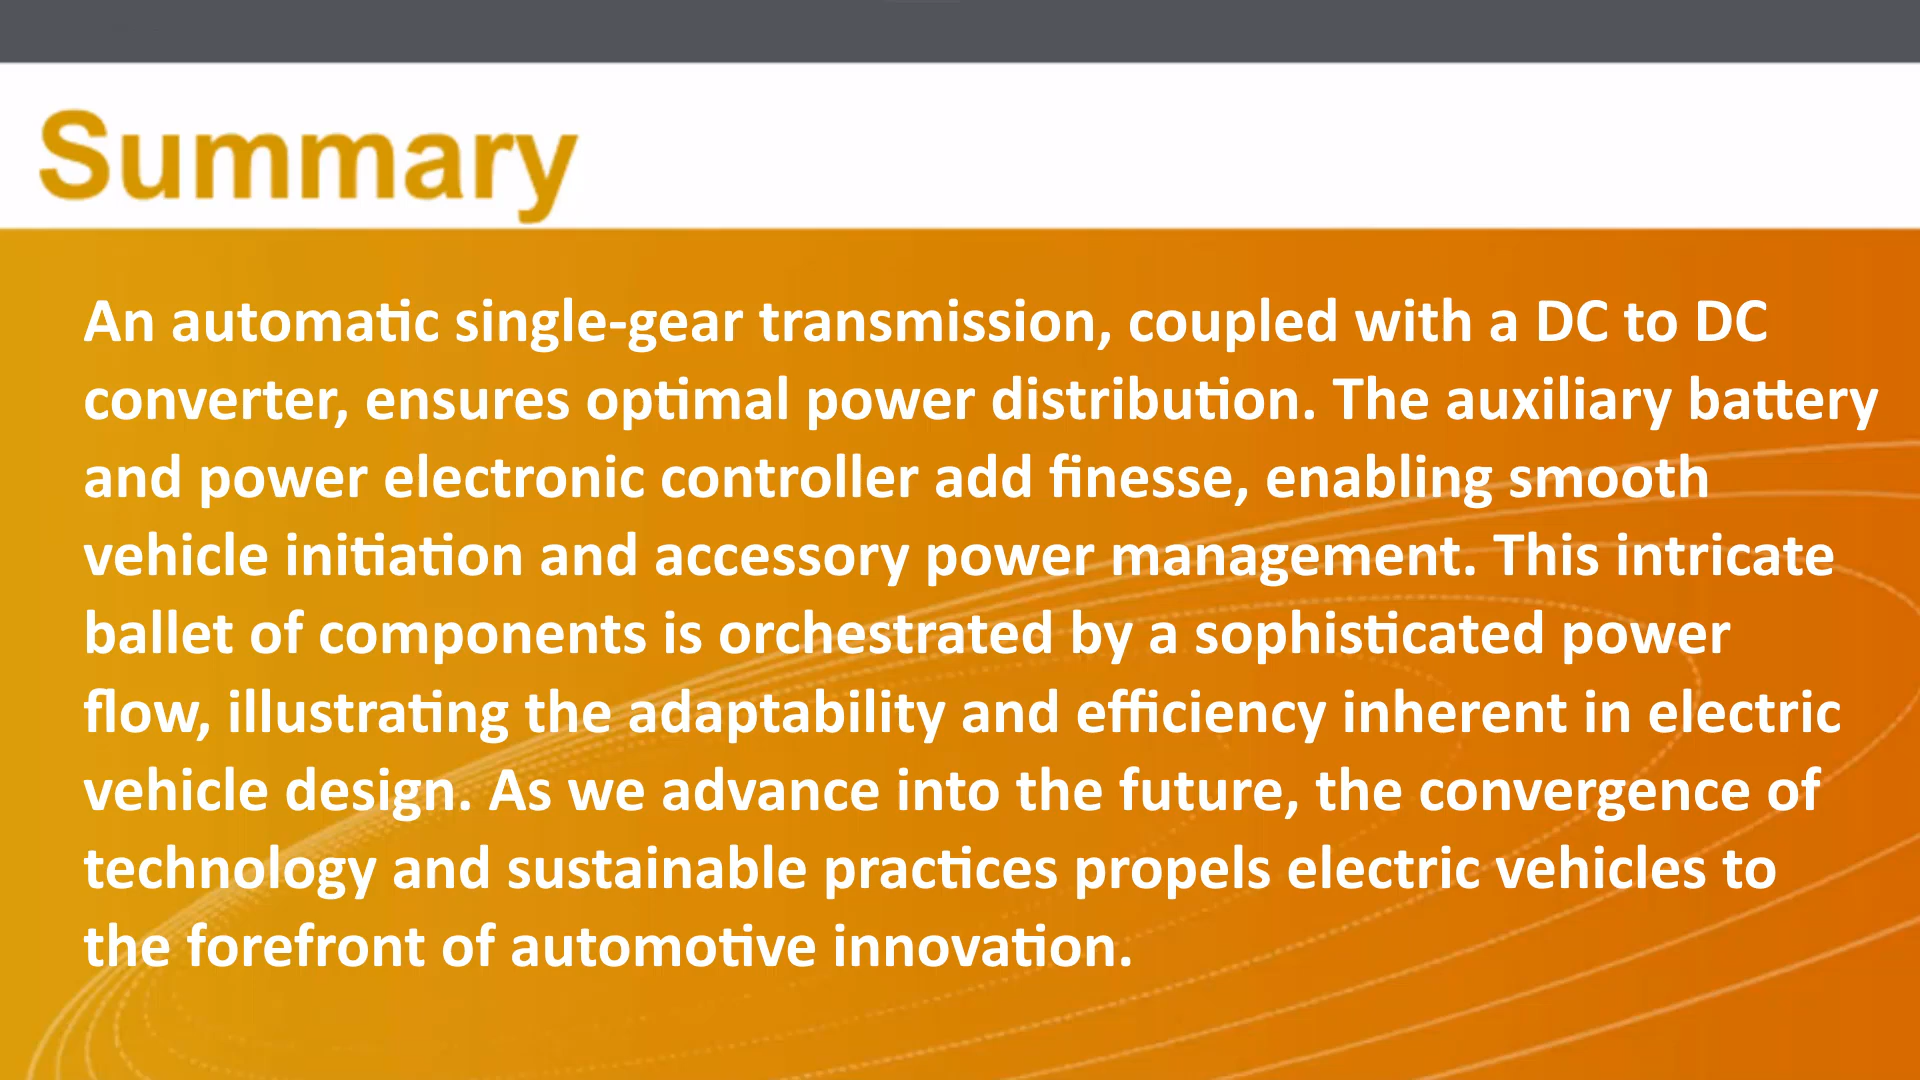 Summary
An automatic single-gear transmission, coupled with a DC to DC
converter, ensures optimal power distribution. The auxiliary battery
and power electronic controller add finesse, enabling smooth
vehicle initiation and accessory power management. This intricate
ballet of components is orchestrated by a sophisticated power
flow, illustrating the adaptability and efficiency inherent in electric
vehicle design. As we advance into the future, the convergence of
technology and sustainable practices propels electric vehicles to
the forefront of automotive innovation.